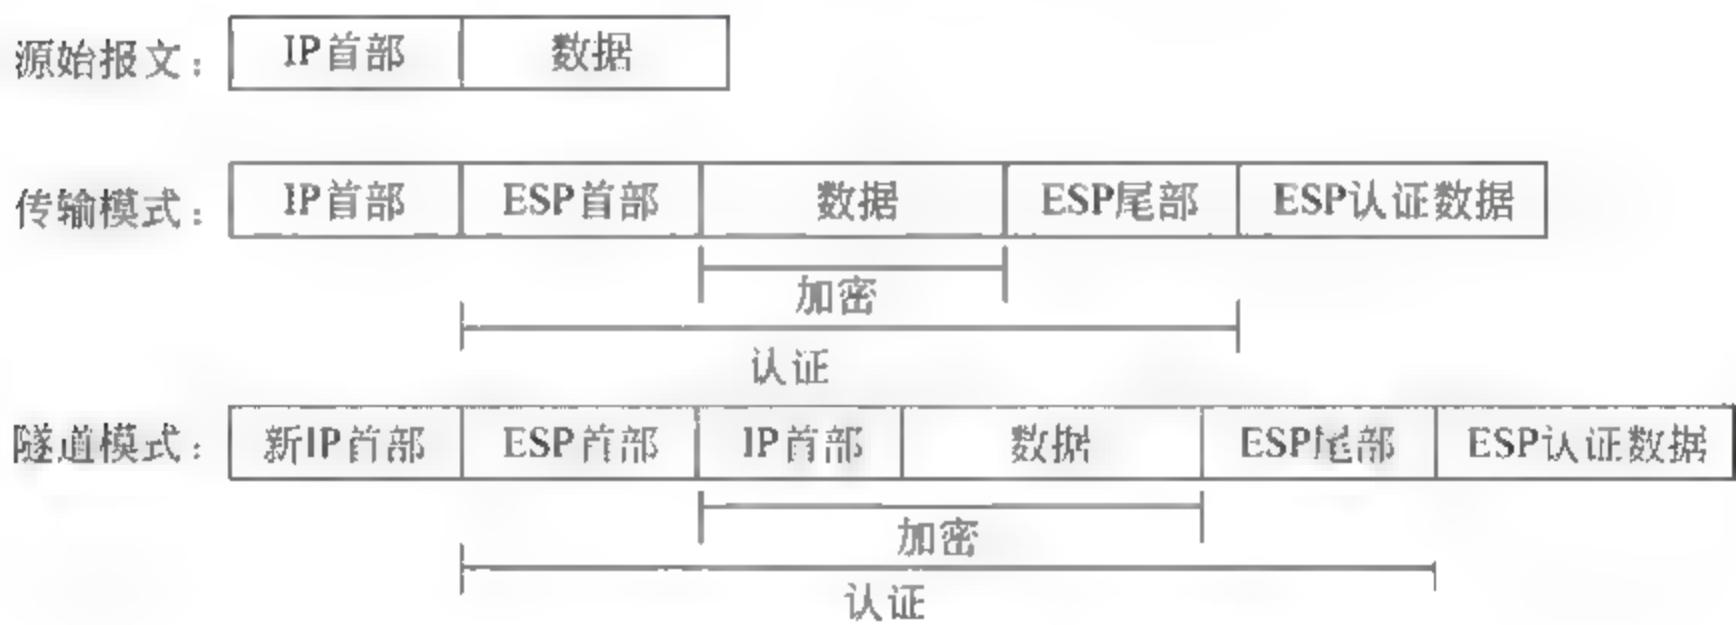 源始报文： IP首部 数据
传输模式： IP首部 ESP首部 数据 ESP尾部 ESP认证数据
加密
认证
隧道模式： 新IP首部 ESP首部 IP首部 数据 ESP尾部 ESP认证数据
加密
认证